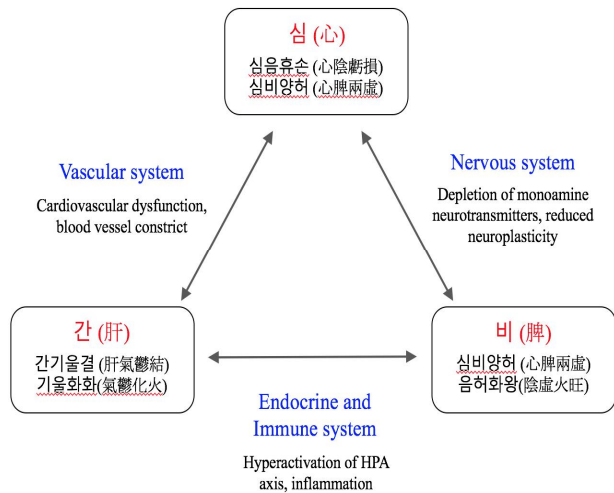 심 (心)
심음휴손 (心陰虧損)
심비양허 (心脾兩虛)
Vascular system
Cardiovascular dysfunction,
blood vessel constrict
Nervous system
Depletion of monoamine
neurotransmitters, reduced
neuroplasticity
간 (肝)
간기울결 (肝氣鬱結)
기울화화(氣鬱化火)
비 (脾)
심비양허 (心脾兩虛)
음허화왕(陰虛火旺)
Endocrine and
Immune system
Hyperactivation of HPA
axis, inflammation